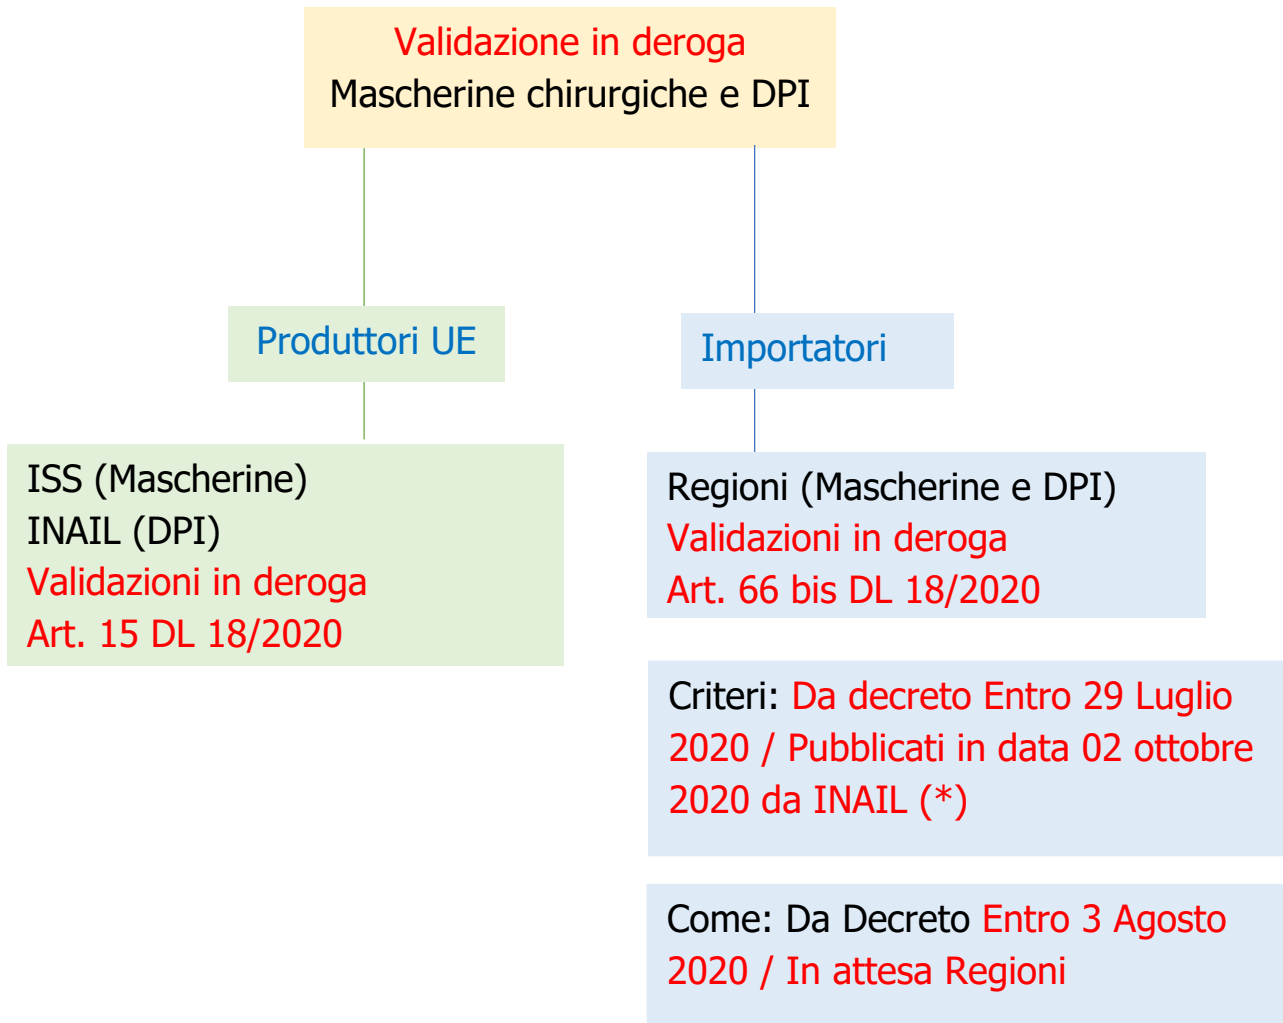 Validazione in deroga
Mascherine chirurgiche e DPI
Produttori UE
Importatori
ISS (Mascherine)
INAIL (DPI)
Validazioni in deroga
Art. 15 DL 18/2020
Regioni (Mascherine e DPI)
Validazioni in deroga
Art. 66 bis DL 18/2020
Criteri: Da decreto Entro 29 Luglio
2020 / Pubblicati in data 02 ottobre
2020 da INAIL (*)
Come: Da Decreto Entro 3 Agosto
2020 / In attesa Regioni